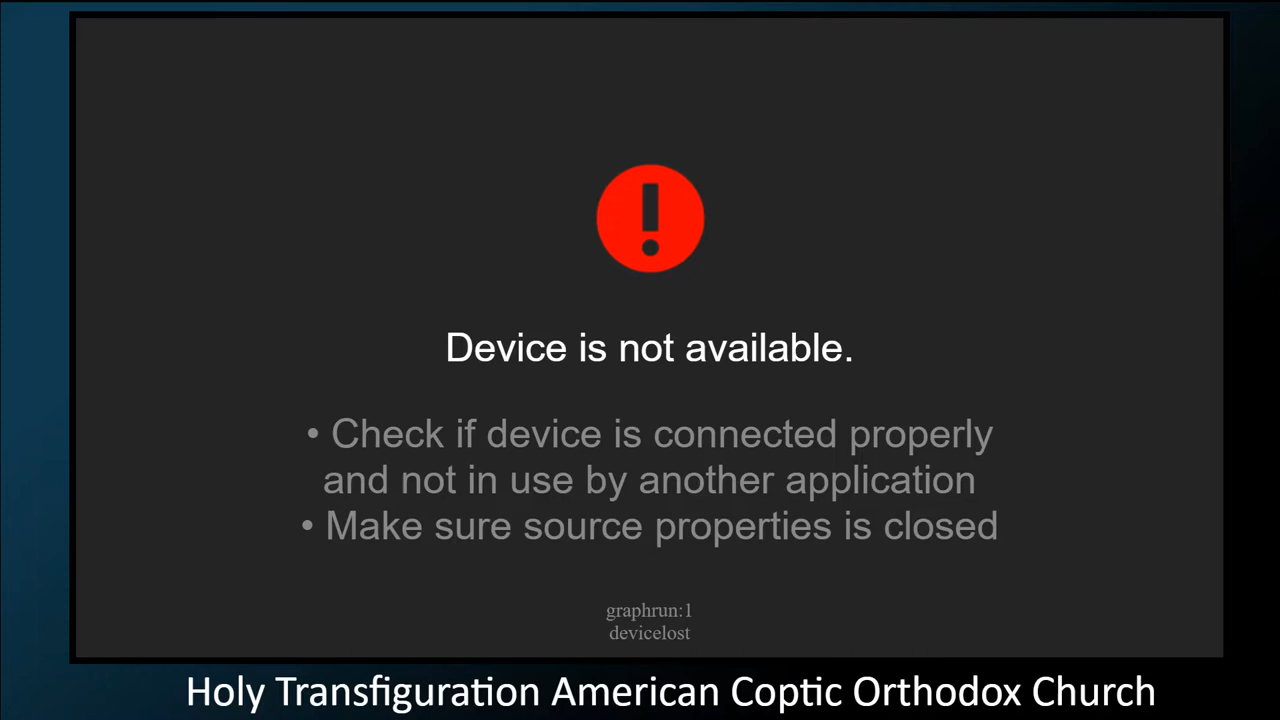 Device is not available.
• Check if device is connected properly
and not in use by another application
• Make sure source properties is closed
graphrun:1
devicelost
Holy Transfiguration American Coptic Orthodox Church